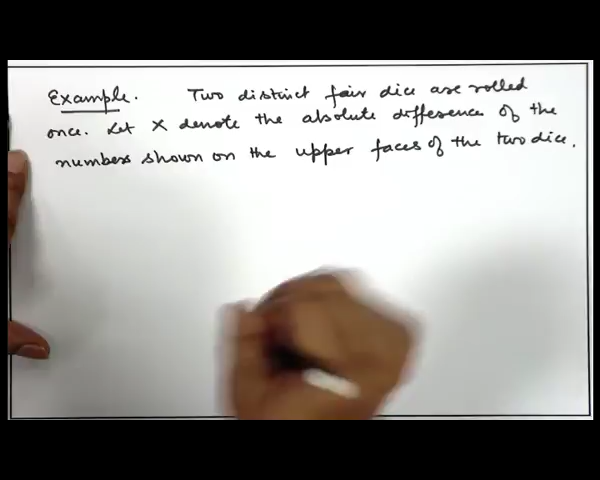 Example. Two distinct fair dice are rolled
once. Let X denote the absolute difference of the
numbers shown on the upper faces of the two dice.